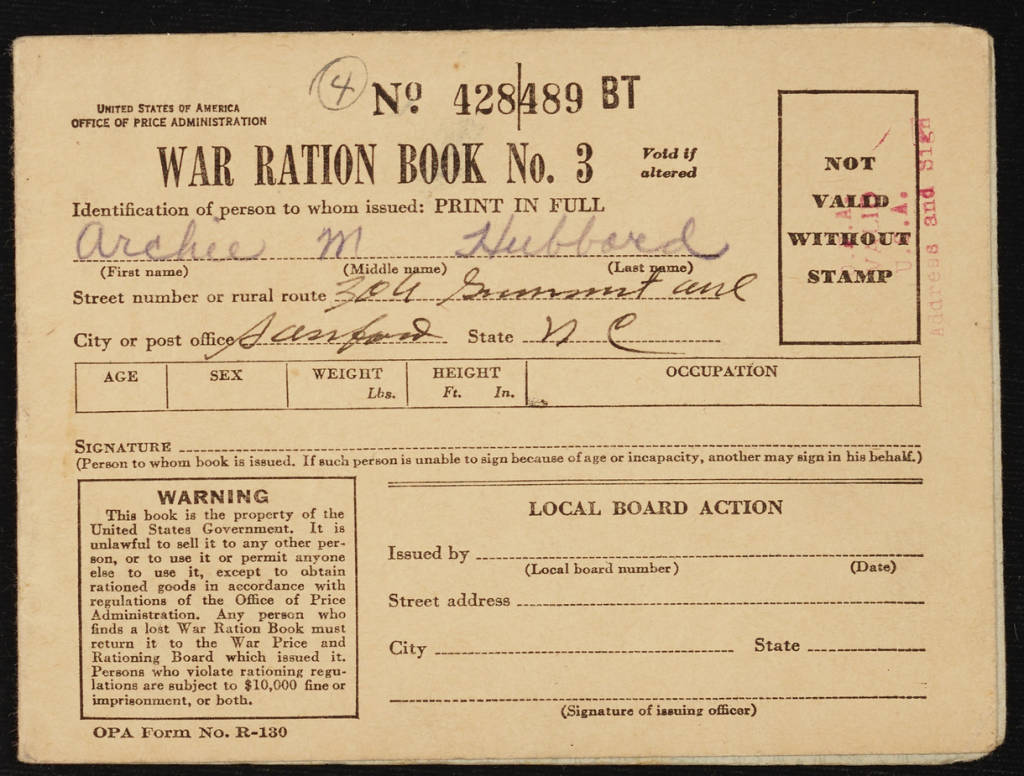 4
Nº 428489 BT
UNITED STATES OF AMERICA
OFFICE OF PRICE ADMINISTRATION
WAR RATION BOOK No. 3
Void if
altered
NOT
VALID
WITHOUT
STAMP
VALID
U.S.A.
Address and Sign
Identification of person to whom issued: PRINT IN FULL
Archie M Hubbard
(First name) (Middle name) (Last name)
Street number or rural route 304 Summit ave
City or post office Sanford State N C
AGE SEX WEIGHT HEIGHT OCCUPATION
Lbs. Ft. In.
SIGNATURE
(Person to whom book is issued. If such person is unable to sign because of age or incapacity, another may sign in his behalf.)
WARNING
This book is the property of the
United States Government. It is
unlawful to sell it to any other per-
son, or to use it or permit anyone
else to use it, except to obtain
rationed goods in accordance with
regulations of the Office of Price
Administration. Any person who
finds a lost War Ration Book must
return it to the War Price and
Rationing Board which issued it.
Persons who violate rationing regu-
lations are subject to $10,000 fine or
imprisonment, or both.
OPA Form No. R-130
LOCAL BOARD ACTION
Issued by
(Local board number) (Date)
Street address
City State
(Signature of issuing officer)